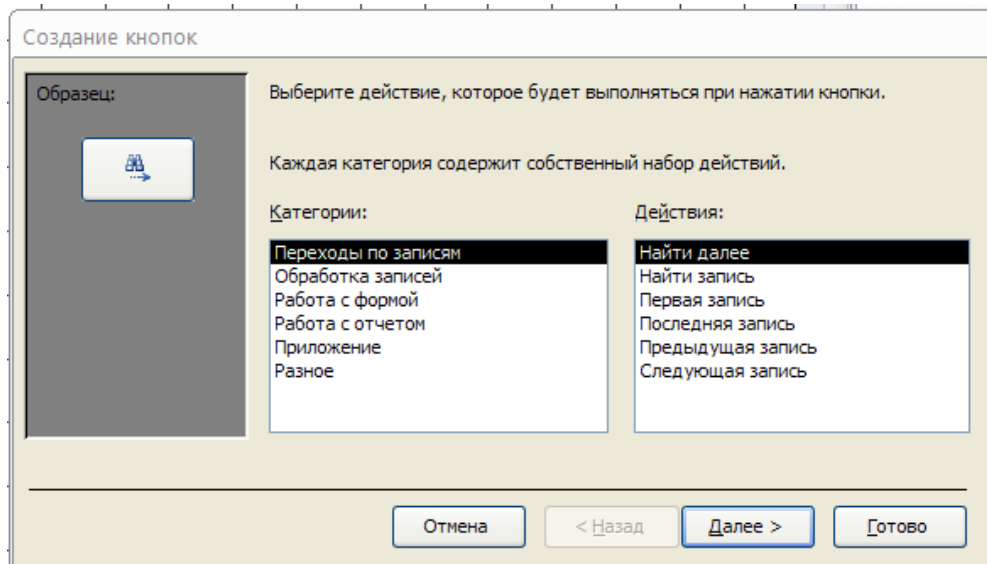 Создание кнопок
Образец:
Выберите действие, которое будет выполняться при нажатии кнопки.
Каждая категория содержит собственный набор действий.
Категории:
Переходы по записям
Обработка записей
Работа с формой
Работа с отчетом
Приложение
Разное
Действия:
Найти далее
Найти запись
Первая запись
Последняя запись
Предыдущая запись
Следующая запись
Отмена
< Назад
Далее >
Готово